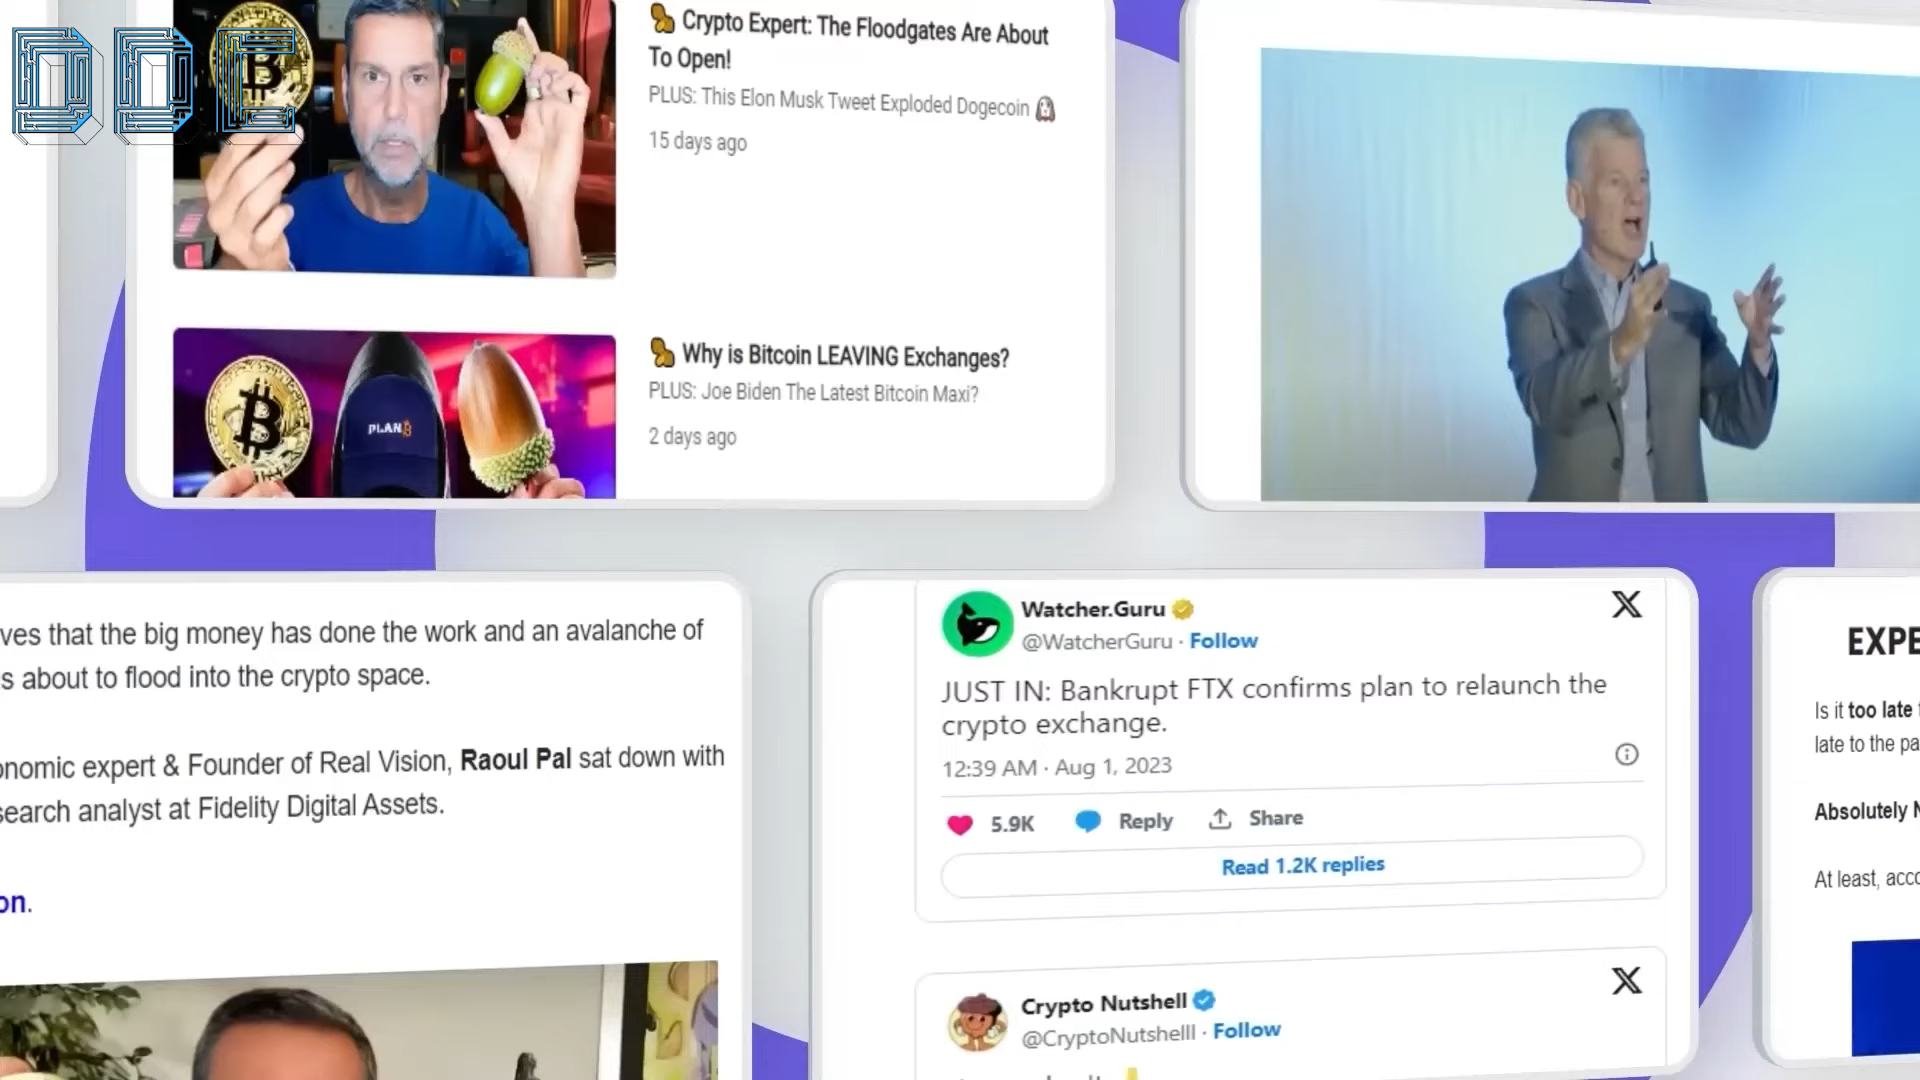 DDC
🥜 Crypto Expert: The Floodgates Are About
To Open!
PLUS: This Elon Musk Tweet Exploded Dogecoin 🐶
15 days ago
🥜 Why is Bitcoin LEAVING Exchanges?
PLUS: Joe Biden The Latest Bitcoin Maxi?
2 days ago
PLAN₿
ves that the big money has done the work and an avalanche of
s about to flood into the crypto space.
onomic expert & Founder of Real Vision, Raoul Pal sat down with
search analyst at Fidelity Digital Assets.
on.
Watcher.Guru
@WatcherGuru · Follow
JUST IN: Bankrupt FTX confirms plan to relaunch the
crypto exchange.
12:39 AM · Aug 1, 2023
5.9K Reply Share
Read 1.2K replies
Crypto Nutshell
@CryptoNutshelll · Follow
EXPE
Is it too late
late to the pa
Absolutely N
At least, acco